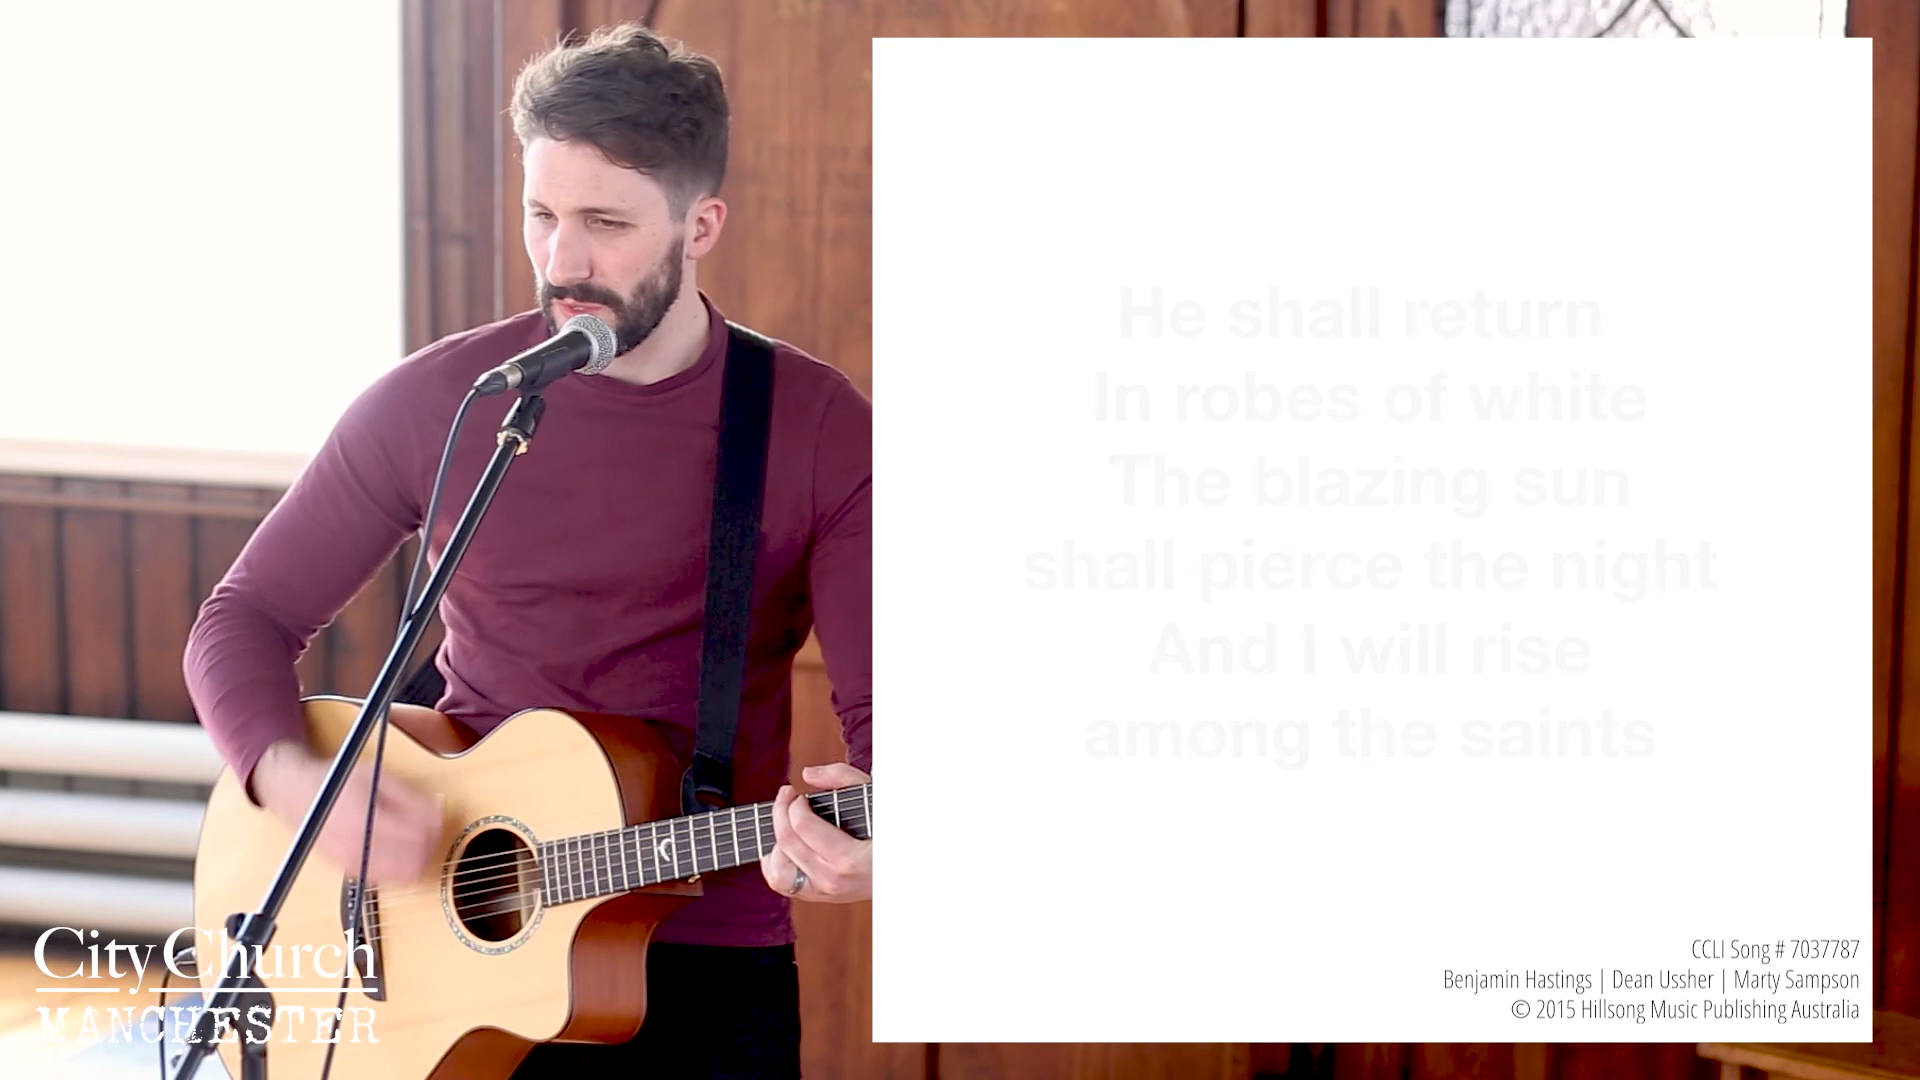 He shall return
In robes of white
The blazing sun
shall pierce the night
And I will rise
among the saints
CCLI Song # 7037787
Benjamin Hastings | Dean Ussher | Marty Sampson
© 2015 Hillsong Music Publishing Australia
City Church
MANCHESTER